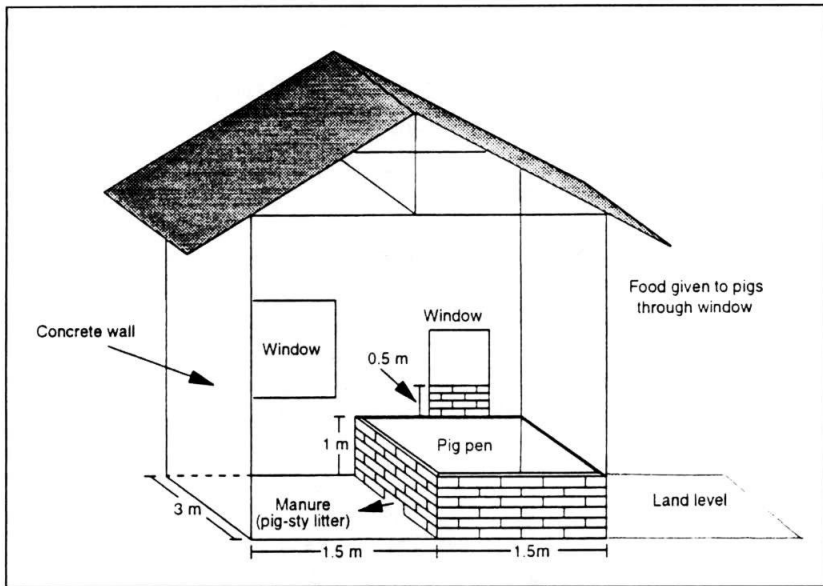 Food given to pigs
through window
Window
Concrete wall
Window
0.5 m
1 m
Pig pen
3 m
Manure
(pig-sty litter)
Land level
1.5 m
1.5m